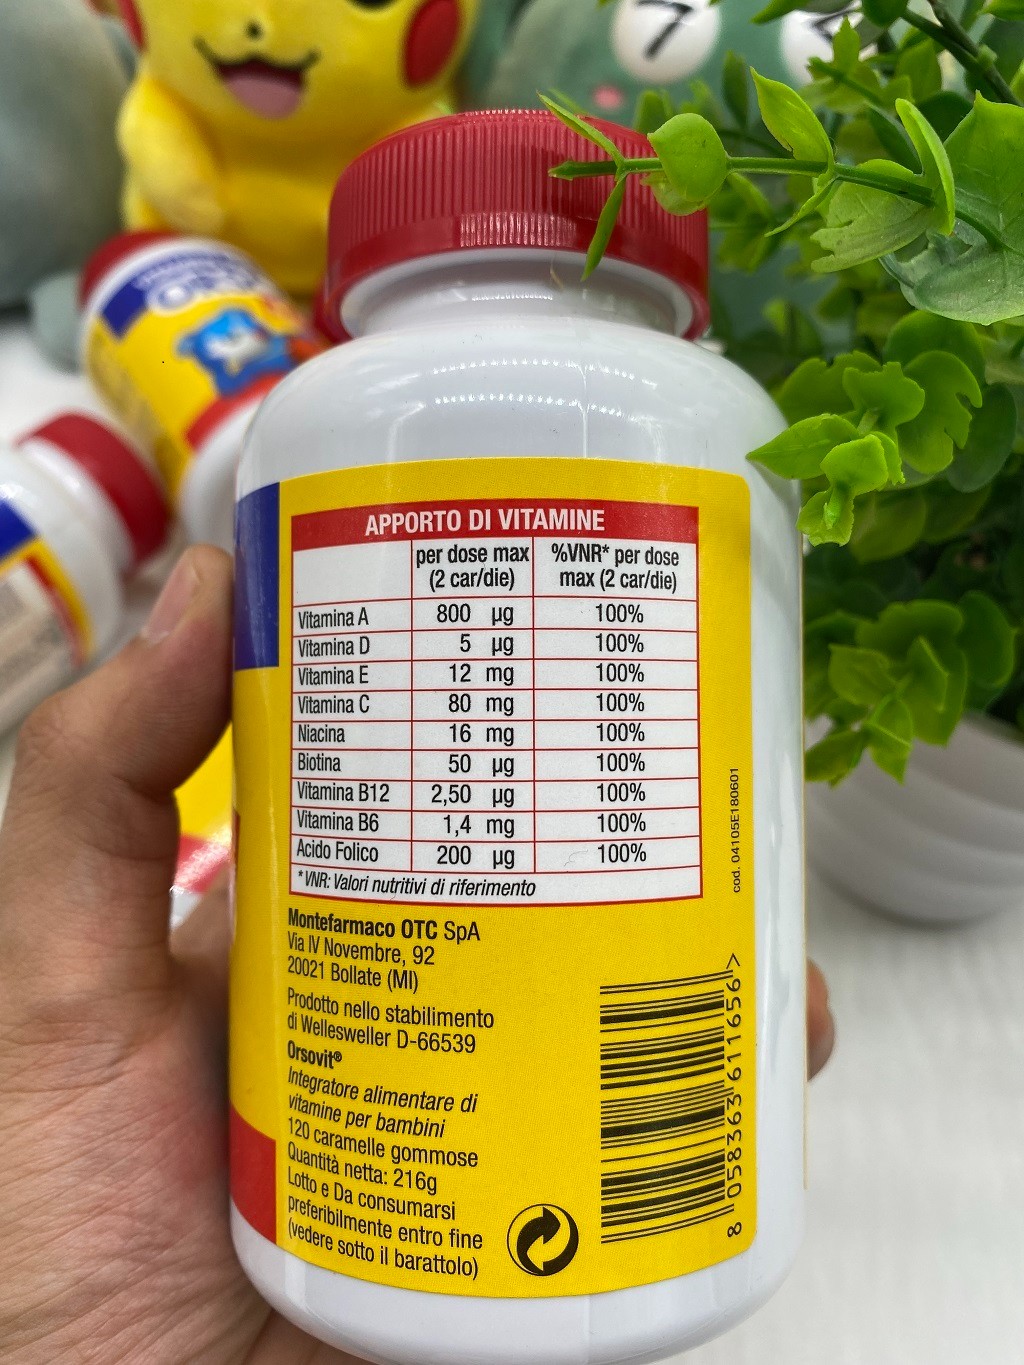 7
APPORTO DI VITAMINE
per dose max (2 car/die) %VNR* per dose max (2 car/die)
Vitamina A 800 µg 100%
Vitamina D 5 µg 100%
Vitamina E 12 mg 100%
Vitamina C 80 mg 100%
Niacina 16 mg 100%
Biotina 50 µg 100%
Vitamina B12 2,50 µg 100%
Vitamina B6 1,4 mg 100%
Acido Folico 200 µg 100%
*VNR: Valori nutritivi di riferimento
cod. 04105E180601
Montefarmaco OTC SpA
Via IV Novembre, 92
20021 Bollate (MI)
Prodotto nello stabilimento
di Wellesweller D-66539
Orsovit®
Integratore alimentare di
vitamine per bambini
120 caramelle gommose
Quantità netta: 216g
Lotto e Da consumarsi
preferibilmente entro fine
(vedere sotto il barattolo)
8 058363 611656 >